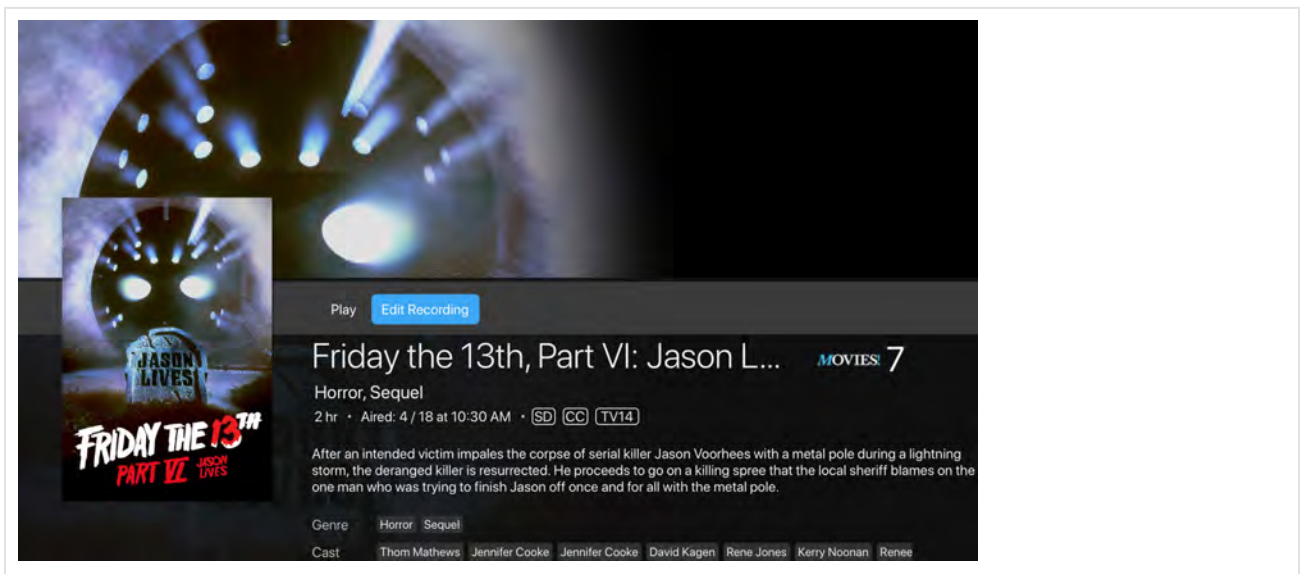 JASON
LIVES
FRIDAY THE 13TH
PART VI JASON
LIVES
Play Edit Recording
Friday the 13th, Part VI: Jason L... MOVIES! 7
Horror, Sequel
2 hr • Aired: 4 / 18 at 10:30 AM • SD CC TV14
After an intended victim impales the corpse of serial killer Jason Voorhees with a metal pole during a lightning
storm, the deranged killer is resurrected. He proceeds to go on a killing spree that the local sheriff blames on the
one man who was trying to finish Jason off once and for all with the metal pole.
Genre Horror Sequel
Cast Thom Mathews Jennifer Cooke Jennifer Cooke David Kagen Rene Jones Kerry Noonan Renee